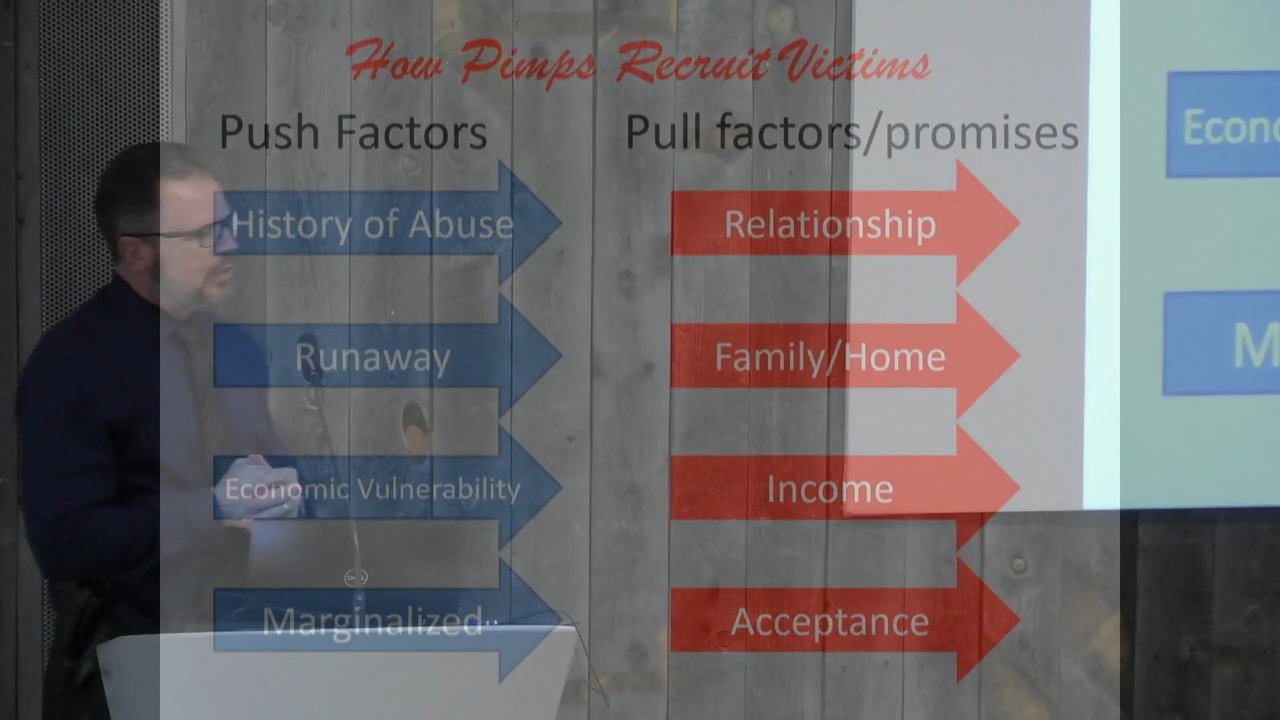 How Pimps Recruit Victims
Push Factors
Pull factors/promises
History of Abuse
Relationship
Runaway
Family/Home
Economic Vulnerability
Income
Marginalized
Acceptance
Econo
M
DELL